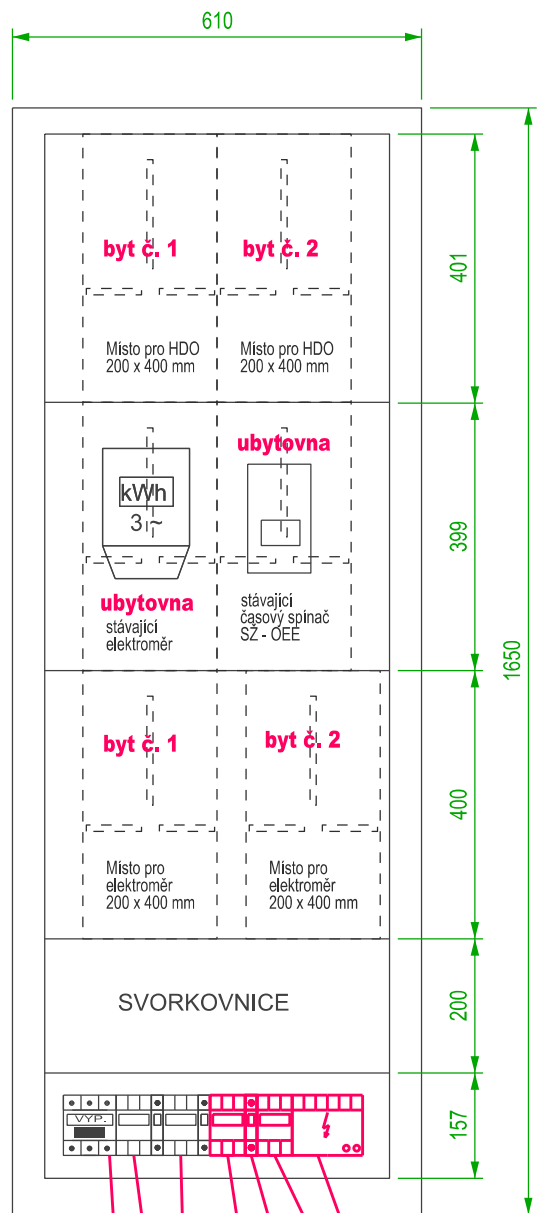 610
byt č. 1
byt č. 2
401
Místo pro HDO
200 x 400 mm
Místo pro HDO
200 x 400 mm
ubytovna
kWh
3 ~
399
ubytovna
stávající
elektroměr
stávající
časový spínač
SŽ - OEE
1650
byt č. 1
byt č. 2
400
Místo pro
elektroměr
200 x 400 mm
Místo pro
elektroměr
200 x 400 mm
SVORKOVNICE
200
VYP.
157